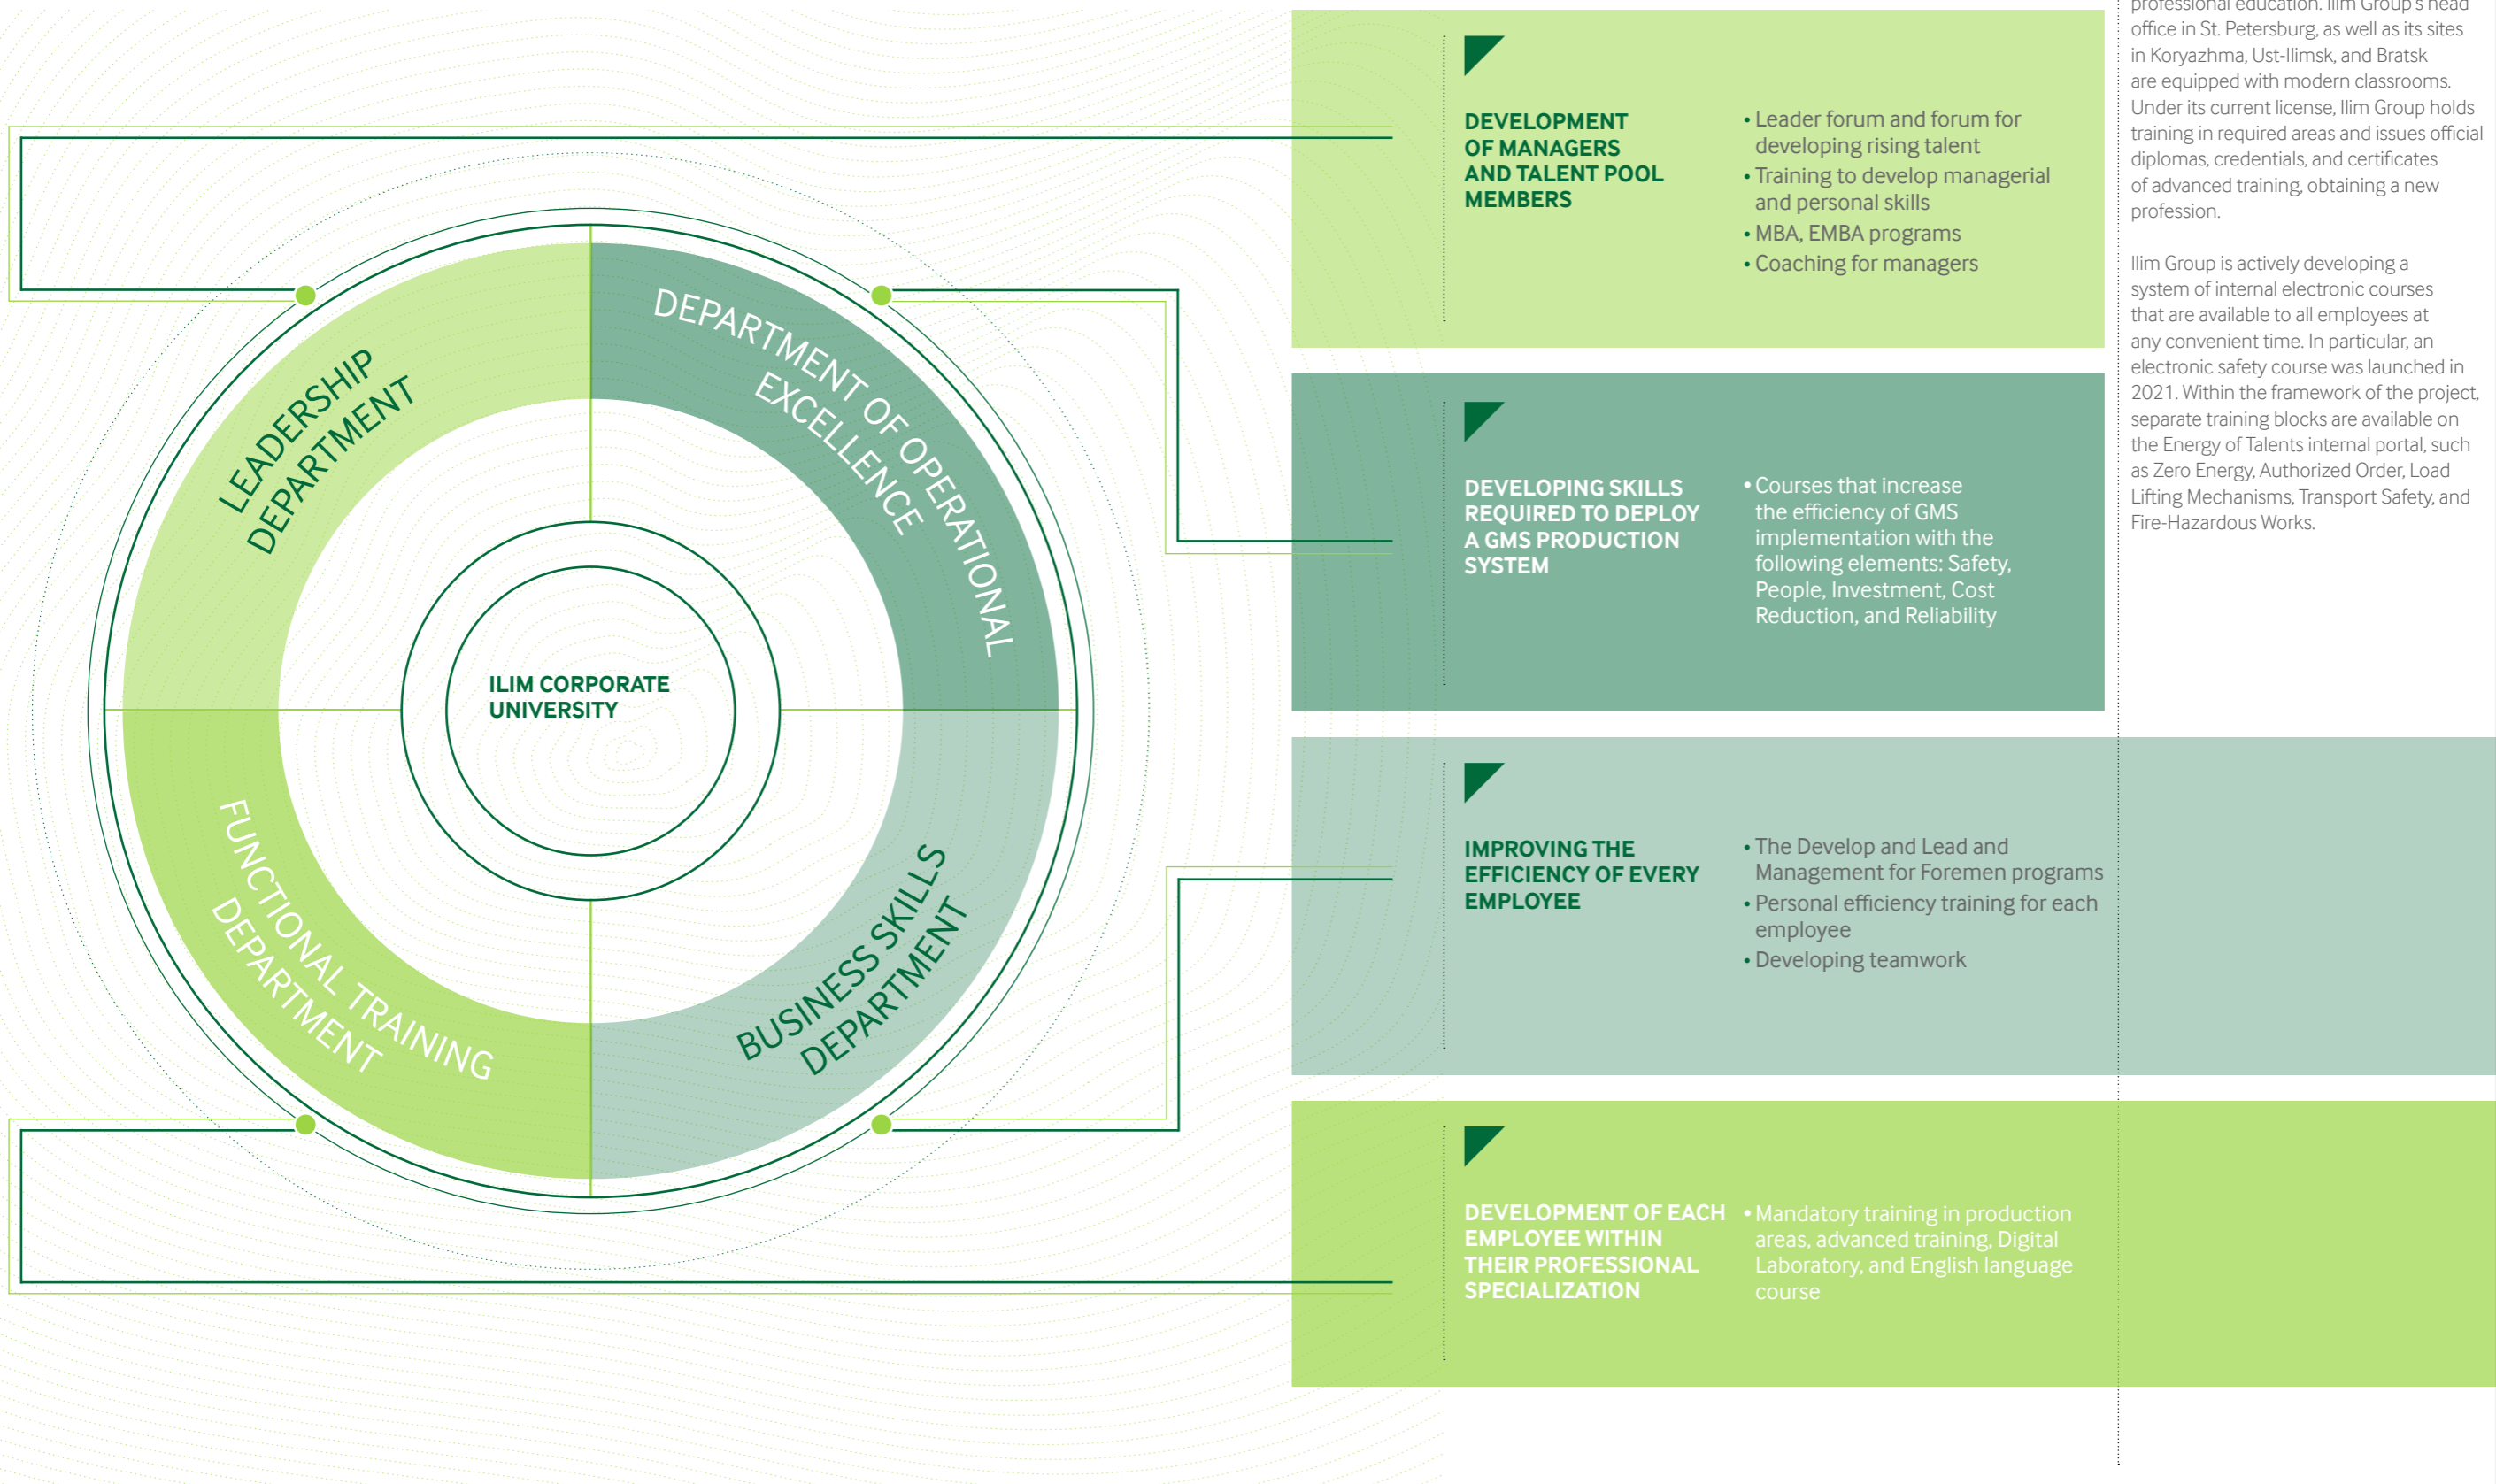 LEADERSHIP
DEPARTMENT
DEPARTMENT OF OPERATIONAL
EXCELLENCE
ILIM CORPORATE
UNIVERSITY
FUNCTIONAL TRAINING
DEPARTMENT
BUSINESS SKILLS
DEPARTMENT
DEVELOPMENT
OF MANAGERS
AND TALENT POOL
MEMBERS
• Leader forum and forum for
developing rising talent
• Training to develop managerial
and personal skills
• MBA, EMBA programs
• Coaching for managers
DEVELOPING SKILLS
REQUIRED TO DEPLOY
A GMS PRODUCTION
SYSTEM
• Courses that increase
the efficiency of GMS
implementation with the
following elements: Safety,
People, Investment, Cost
Reduction, and Reliability
IMPROVING THE
EFFICIENCY OF EVERY
EMPLOYEE
• The Develop and Lead and
Management for Foremen programs
• Personal efficiency training for each
employee
• Developing teamwork
DEVELOPMENT OF EACH
EMPLOYEE WITHIN
THEIR PROFESSIONAL
SPECIALIZATION
• Mandatory training in production
areas, advanced training, Digital
Laboratory, and English language
course
professional education. Ilim Group's head
office in St. Petersburg, as well as its sites
in Koryazhma, Ust-Ilimsk, and Bratsk
are equipped with modern classrooms.
Under its current license, Ilim Group holds
training in required areas and issues official
diplomas, credentials, and certificates
of advanced training, obtaining a new
profession.
Ilim Group is actively developing a
system of internal electronic courses
that are available to all employees at
any convenient time. In particular, an
electronic safety course was launched in
2021. Within the framework of the project,
separate training blocks are available on
the Energy of Talents internal portal, such
as Zero Energy, Authorized Order, Load
Lifting Mechanisms, Transport Safety, and
Fire-Hazardous Works.